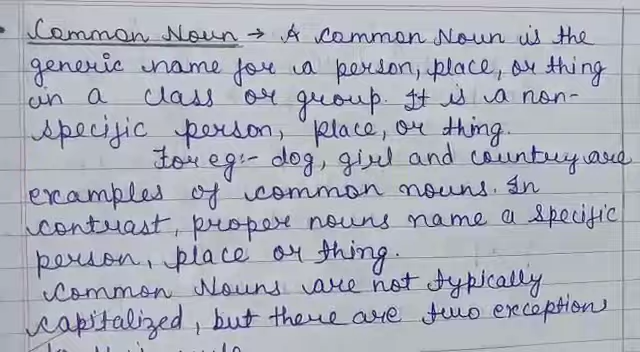 Common Noun → A common Noun is the
generic name for a person, place, or thing
in a class or group. It is a non-
specific person, place, or thing.
For eg:- dog, girl and country are
examples of common nouns. In
contrast, proper nouns name a specific
person, place or thing.
Common Nouns are not typically
capitalized, but there are two exceptions